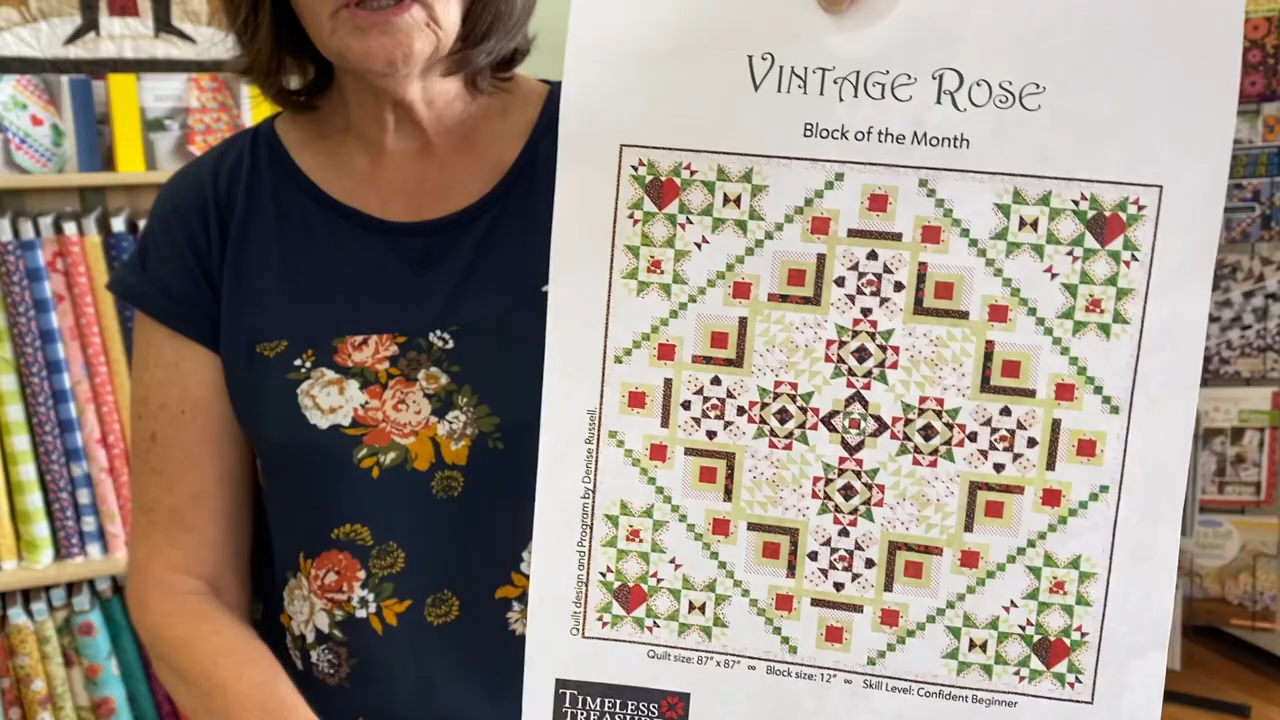 VINTAGE ROSE
Block of the Month
Quilt design and Program by Denise Russell.
Quilt size: 87" x 87" ∞ Block size: 12" ∞ Skill Level: Confident Beginner
TIMELESS
TREASURES